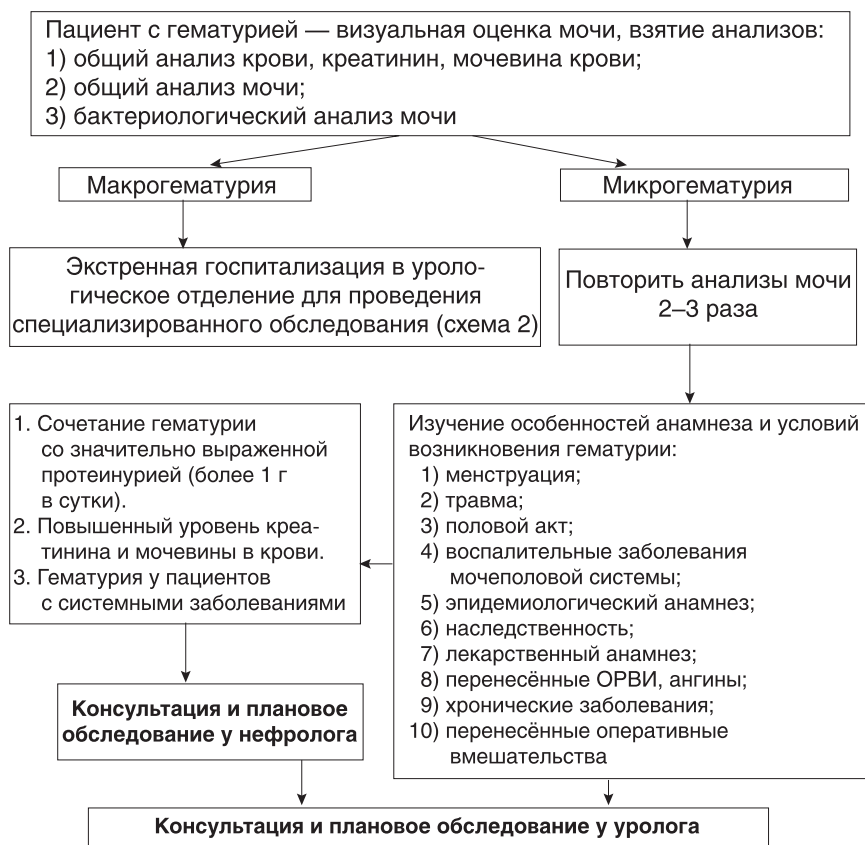 Пациент с гематурией — визуальная оценка мочи, взятие анализов:
1) общий анализ крови, креатинин, мочевина крови;
2) общий анализ мочи;
3) бактериологический анализ мочи
Макрогематурия
Микрогематурия
Экстренная госпитализация в уроло-
гическое отделение для проведения
специализированного обследования (схема 2)
Повторить анализы мочи
2–3 раза
1. Сочетание гематурии
со значительно выраженной
протеинурией (более 1 г
в сутки).
2. Повышенный уровень креа-
тинина и мочевины в крови.
3. Гематурия у пациентов
с системными заболеваниями
Изучение особенностей анамнеза и условий
возникновения гематурии:
1) менструация;
2) травма;
3) половой акт;
4) воспалительные заболевания
мочеполовой системы;
5) эпидемиологический анамнез;
6) наследственность;
7) лекарственный анамнез;
8) перенесённые ОРВИ, ангины;
9) хронические заболевания;
10) перенесённые оперативные
вмешательства
Консультация и плановое
обследование у нефролога
Консультация и плановое обследование у уролога